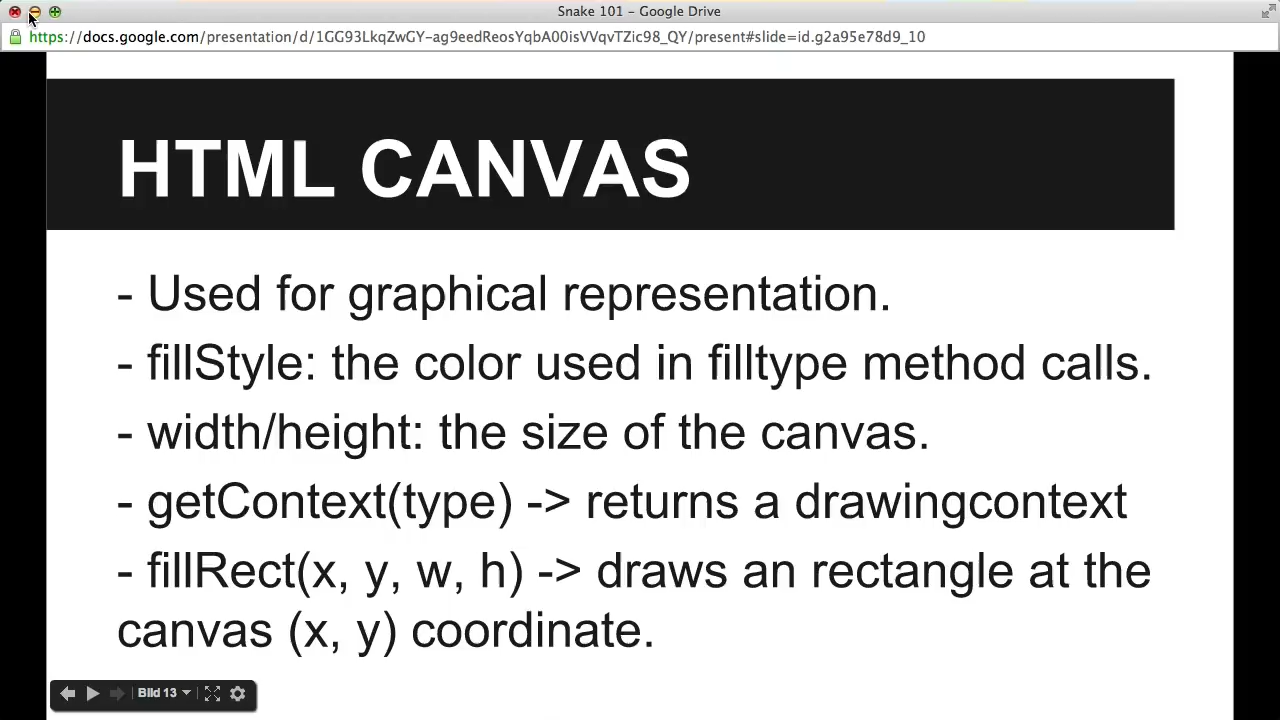 Snake 101 – Google Drive
https://docs.google.com/presentation/d/1GG93LkqZwGY-ag9eedReosYqbA00isVVqvTZic98_QY/present#slide=id.g2a95e78d9_10
HTML CANVAS
- Used for graphical representation.
- fillStyle: the color used in filltype method calls.
- width/height: the size of the canvas.
- getContext(type) -> returns a drawingcontext
- fillRect(x, y, w, h) -> draws an rectangle at the
canvas (x, y) coordinate.
Bild 13